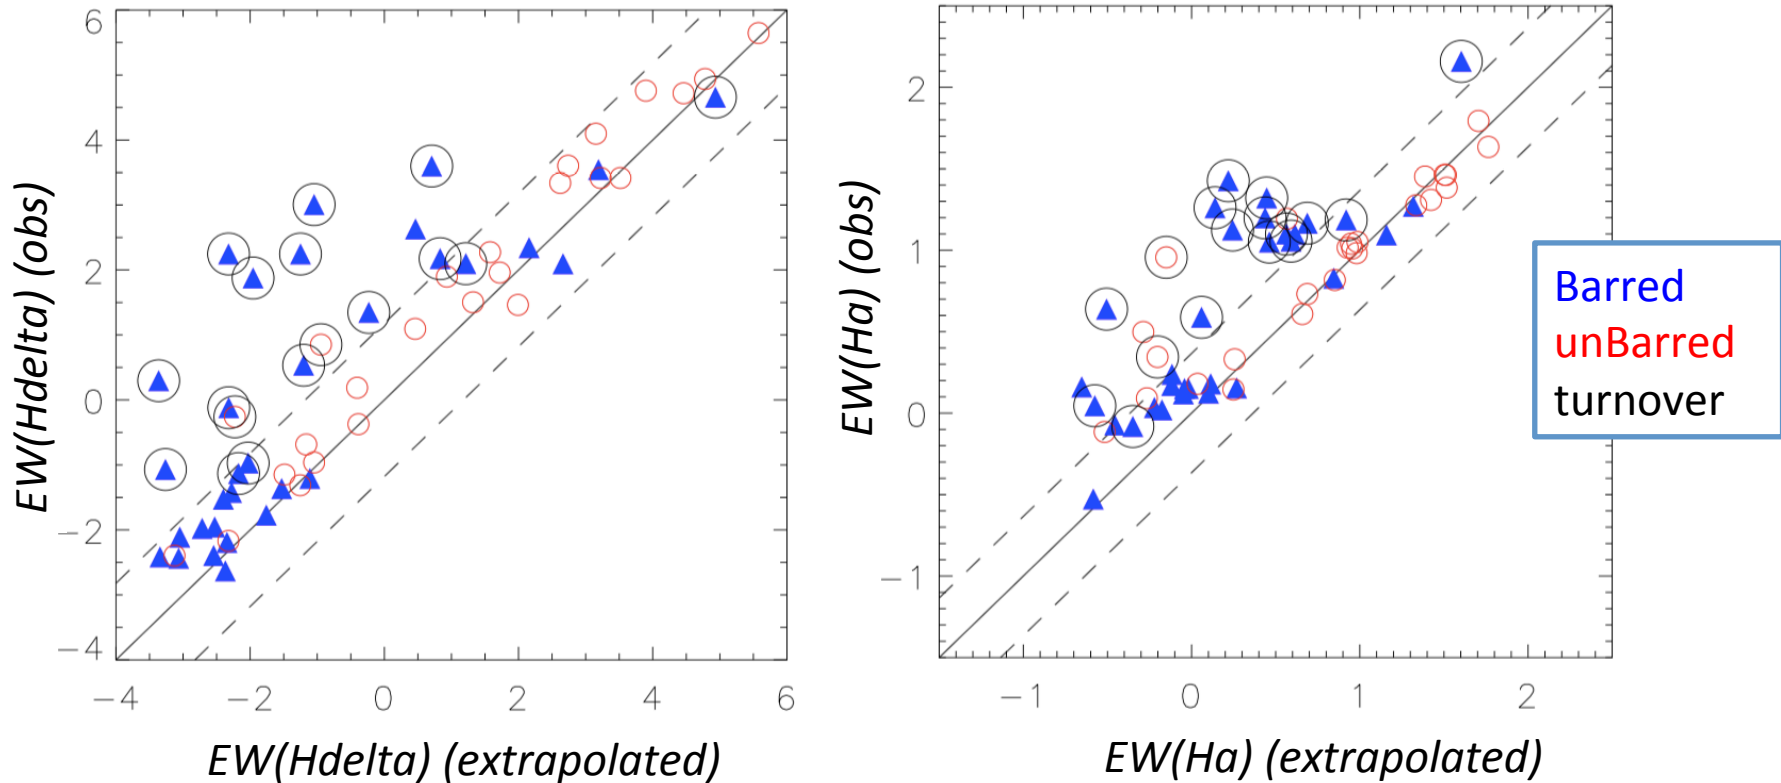 6
4
2
0
−2
−4
−4
−2
0
2
4
6
EW(Hdelta) (obs)
EW(Hdelta) (extrapolated)
2
1
0
−1
−1
0
1
2
EW(Ha) (obs)
EW(Ha) (extrapolated)
Barred
unBarred
turnover